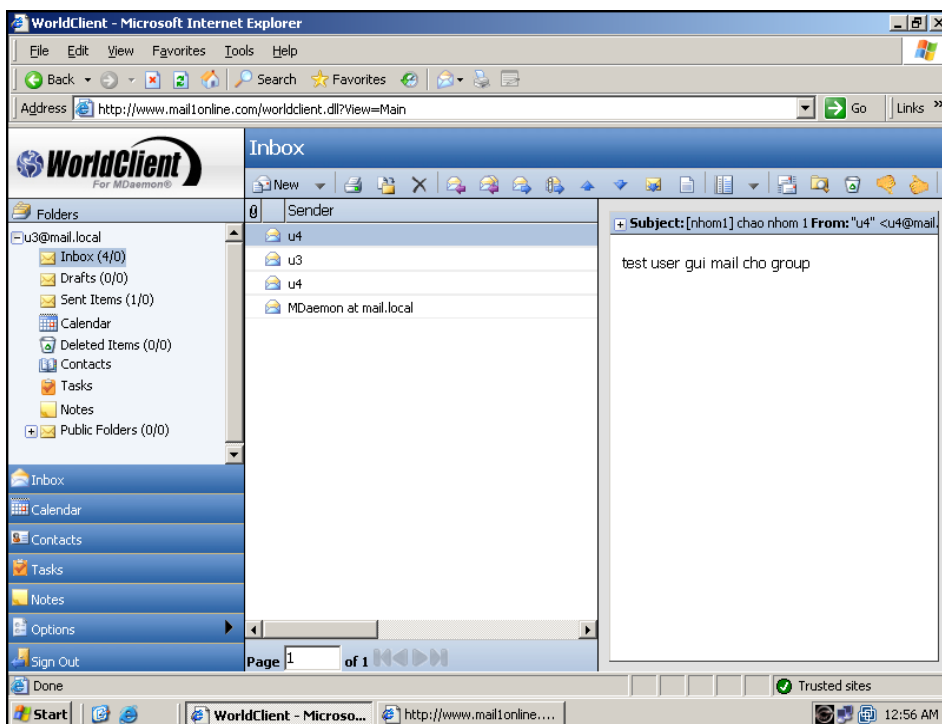 WorldClient - Microsoft Internet Explorer
File Edit View Favorites Tools Help
Back Search Favorites
Address http://www.mail1online.com/worldclient.dll?View=Main Go Links »
WorldClient
For MDaemon®
Inbox
New
Folders
Sender
u3@mail.local
Inbox (4/0)
Drafts (0/0)
Sent Items (1/0)
Calendar
Deleted Items (0/0)
Contacts
Tasks
Notes
Public Folders (0/0)
u4
u3
u4
MDaemon at mail.local
Subject: [nhom1] chao nhom 1 From: "u4" <u4@mail.
test user gui mail cho group
Inbox
Calendar
Contacts
Tasks
Notes
Options
Sign Out
Page 1 of 1
Done Trusted sites
Start WorldClient - Microso... http://www.mail1online.... 12:56 AM